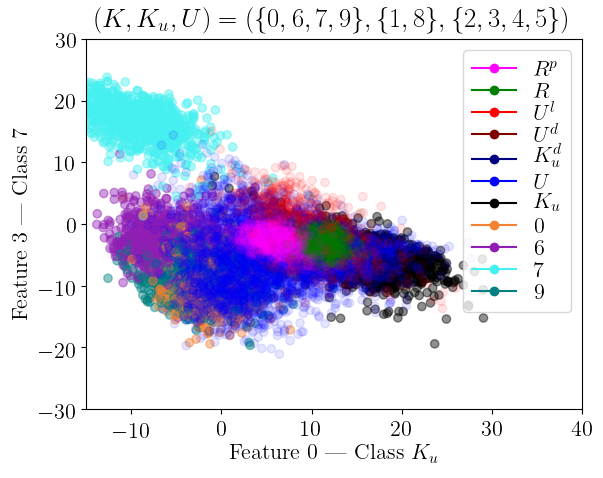 (K, K_u, U) = ({0, 6, 7, 9}, {1, 8}, {2, 3, 4, 5})
30
20
10
0
−10
−20
−30
Feature 3 — Class 7
R^p
R
U^l
U^d
K_u^d
U
K_u
0
6
7
9
−10 0 10 20 30 40
Feature 0 — Class K_u